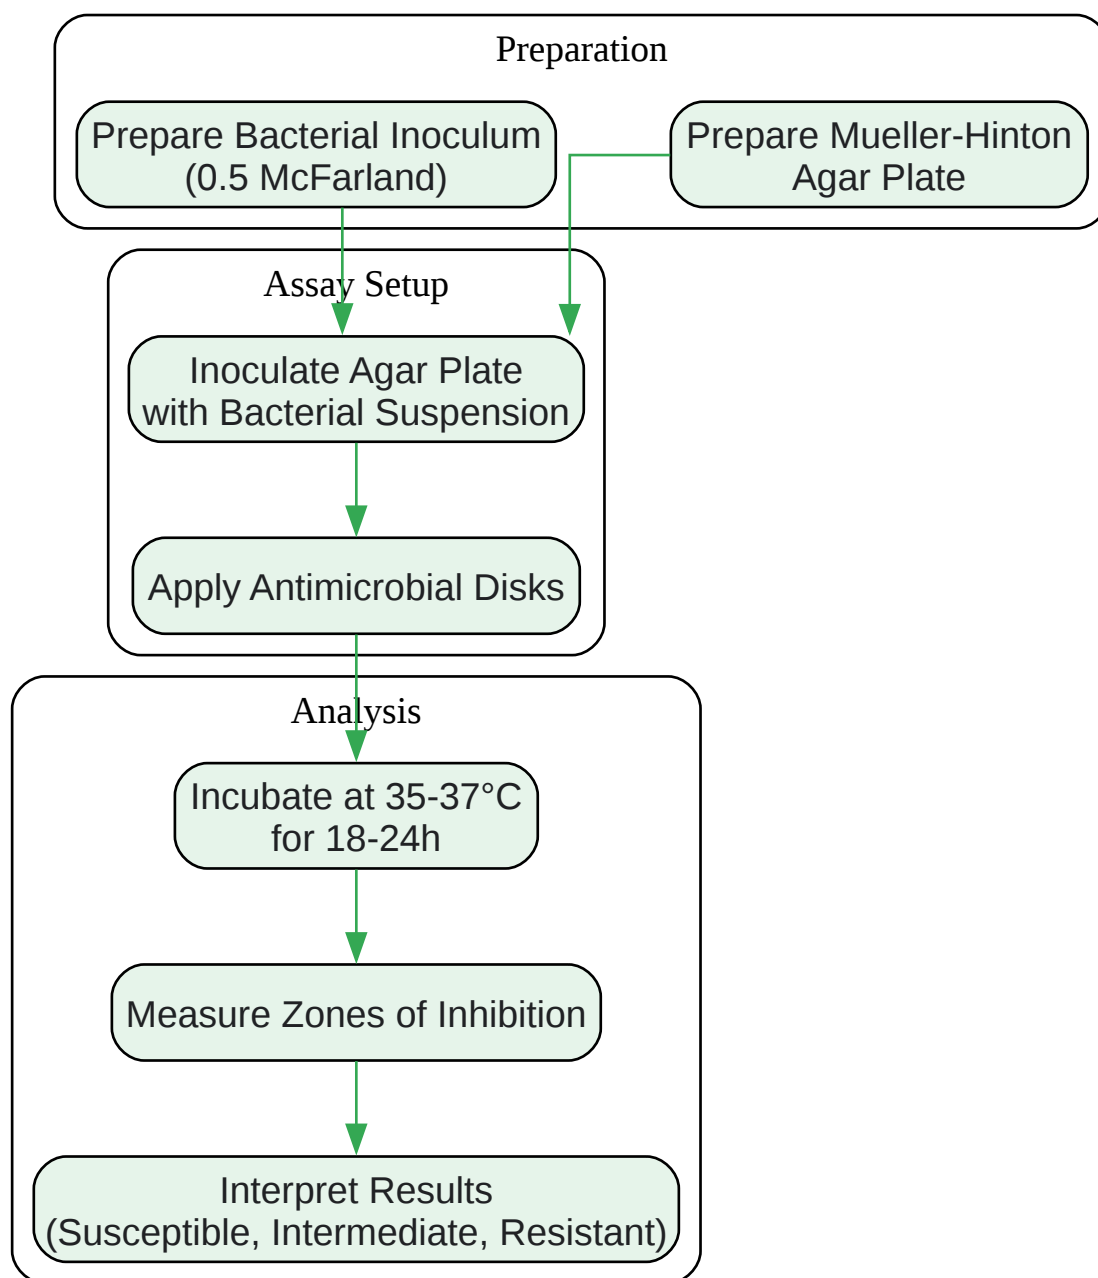 Preparation
Prepare Bacterial Inoculum
(0.5 McFarland)
Prepare Mueller-Hinton
Agar Plate
Assay Setup
Inoculate Agar Plate
with Bacterial Suspension
Apply Antimicrobial Disks
Analysis
Incubate at 35-37°C
for 18-24h
Measure Zones of Inhibition
Interpret Results
(Susceptible, Intermediate, Resistant)